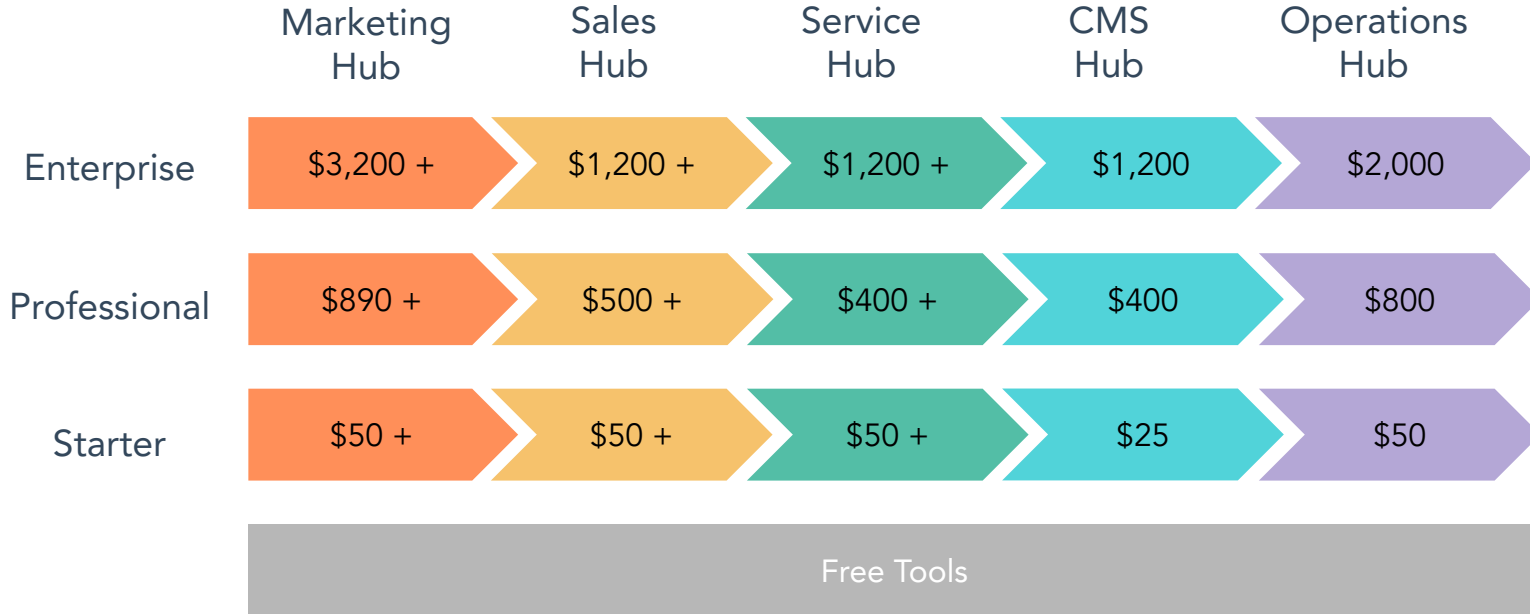 Marketing Hub
Sales Hub
Service Hub
CMS Hub
Operations Hub
Enterprise
$3,200 +
$1,200 +
$1,200 +
$1,200
$2,000
Professional
$890 +
$500 +
$400 +
$400
$800
Starter
$50 +
$50 +
$50 +
$25
$50
Free Tools